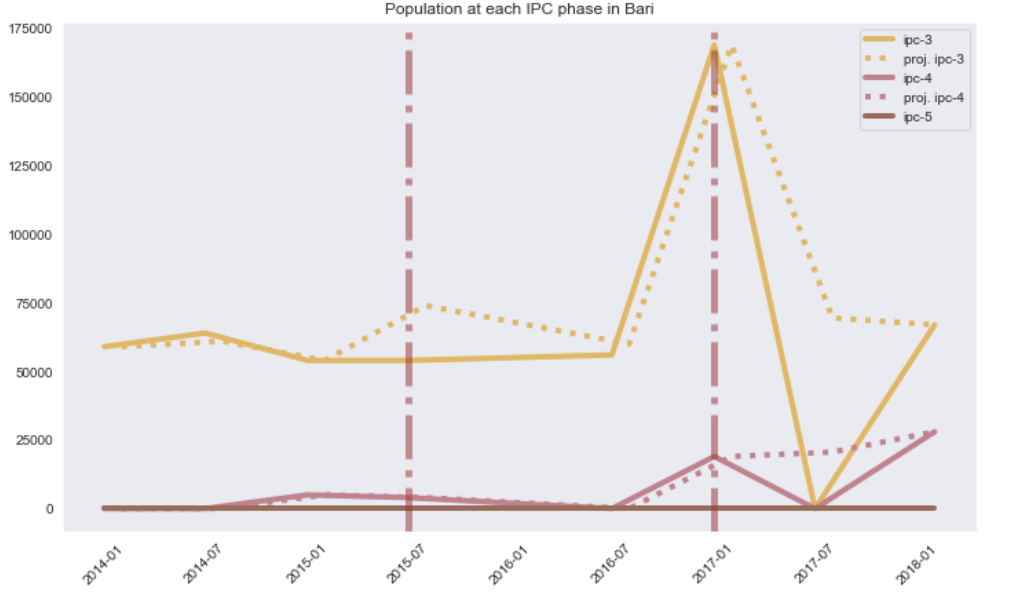 Population at each IPC phase in Bari
175000
150000
125000
100000
75000
50000
25000
0
ipc-3
proj. ipc-3
ipc-4
proj. ipc-4
ipc-5
2014-01
2014-07
2015-01
2015-07
2016-01
2016-07
2017-01
2017-07
2018-01